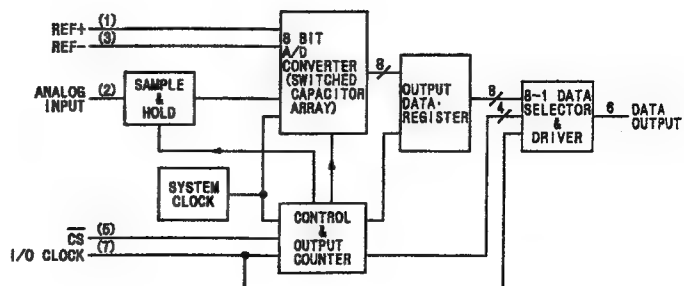 REF+ (1)
REF- (3)
8 BIT
A/D
CONVERTER
(SWITCHED
CAPACITOR
ARRAY)
ANALOG
INPUT
(2)
SAMPLE
&
HOLD
8
OUTPUT
DATA
REGISTER
8
4
8-1 DATA
SELECTOR
&
DRIVER
6
DATA
OUTPUT
SYSTEM
CLOCK
CONTROL
&
OUTPUT
COUNTER
CS (5)
I/O CLOCK (7)